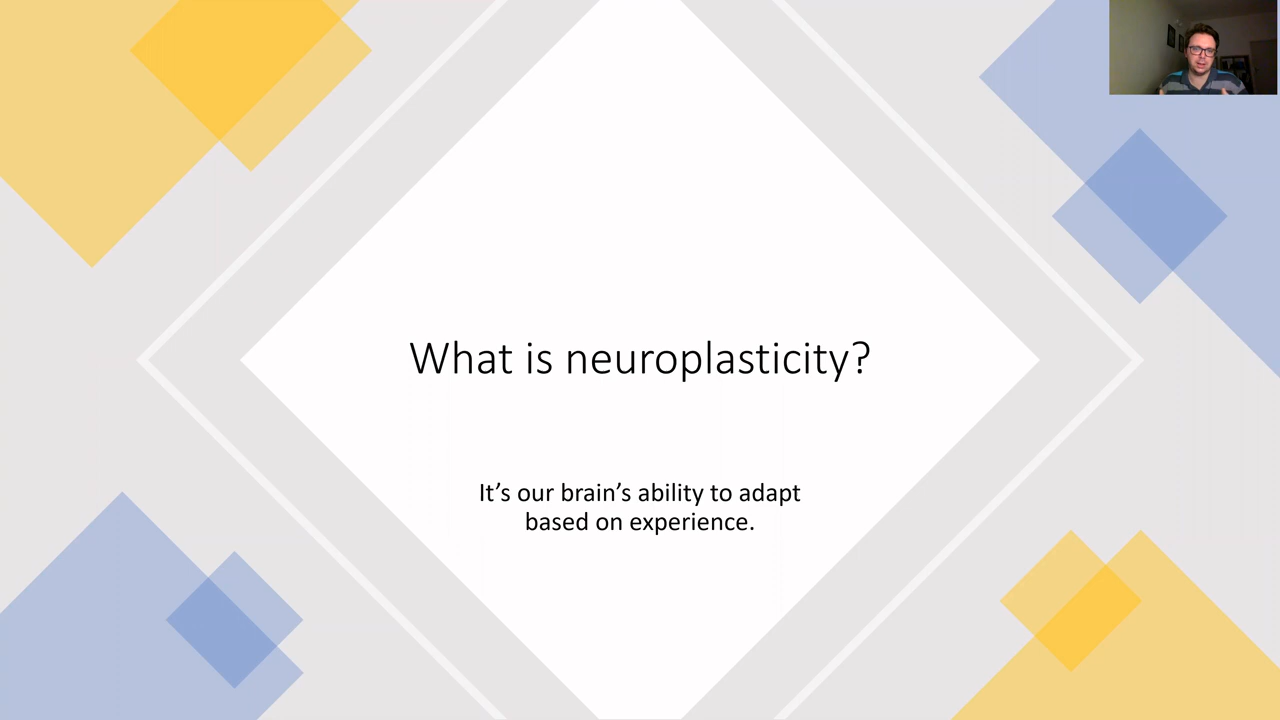 What is neuroplasticity?
It’s our brain’s ability to adapt
based on experience.